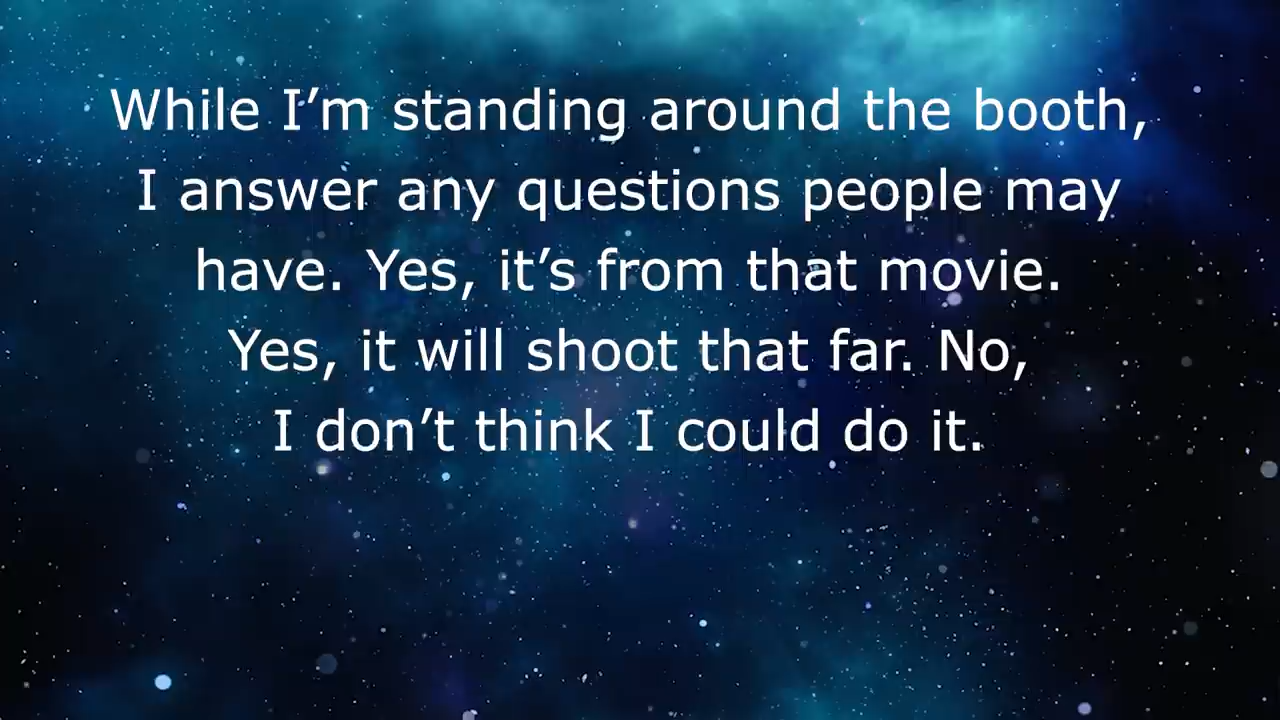 While I’m standing around the booth,
I answer any questions people may
have. Yes, it’s from that movie.
Yes, it will shoot that far. No,
I don’t think I could do it.